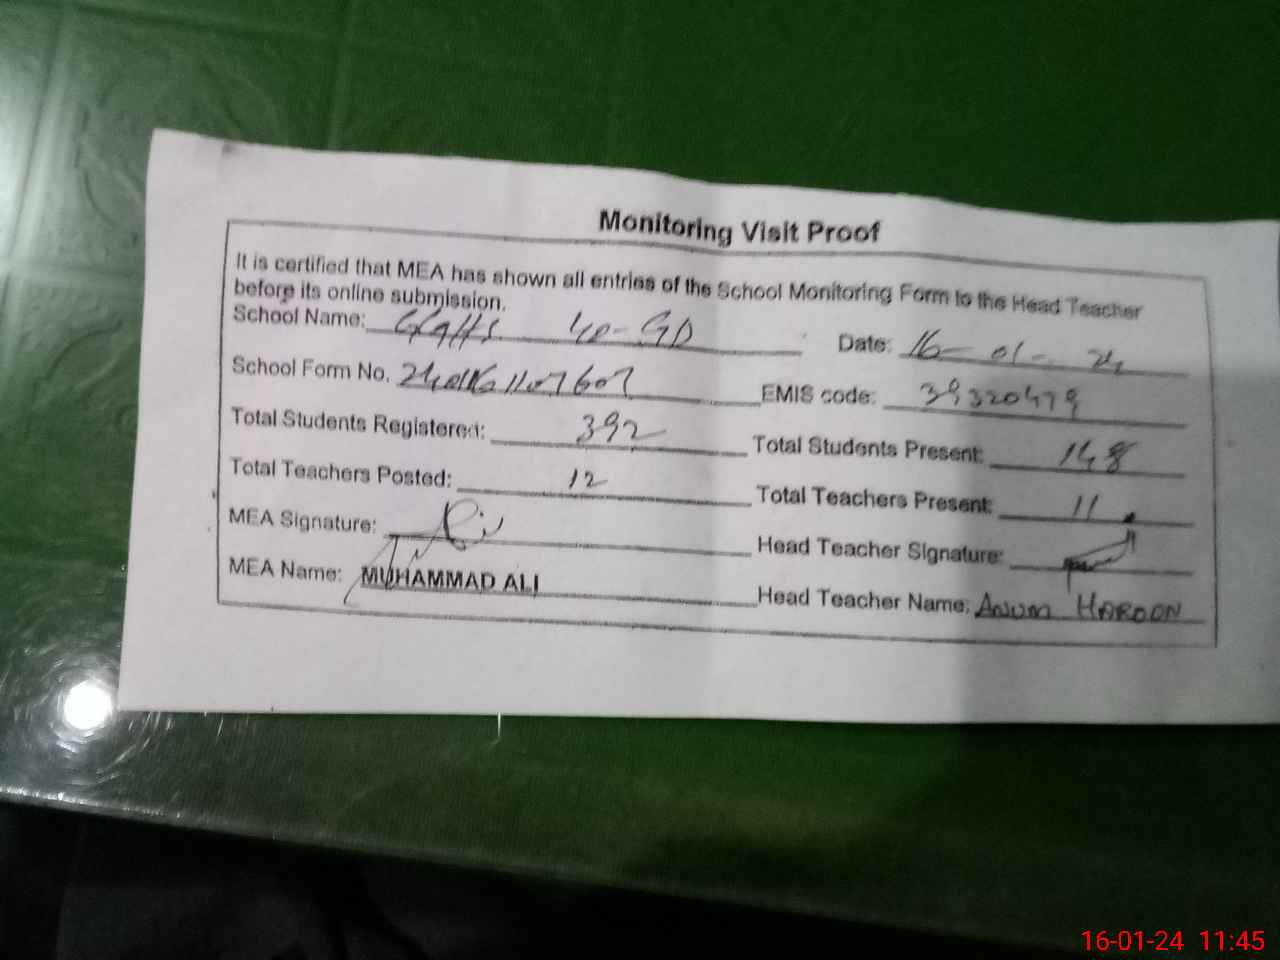 Monitoring Visit Proof
It is certified that MEA has shown all entries of the School Monitoring Form to the Head Teacher
before its online submission.
School Name: 40-GD Date: 16-01-24
School Form No. EMIS code: 39320479
Total Students Registered: 392 Total Students Present: 148
Total Teachers Posted: 12 Total Teachers Present: 11
MEA Signature: Head Teacher Signature:
MEA Name: MUHAMMAD ALI Head Teacher Name: ANUM HAROON
16-01-24 11:45